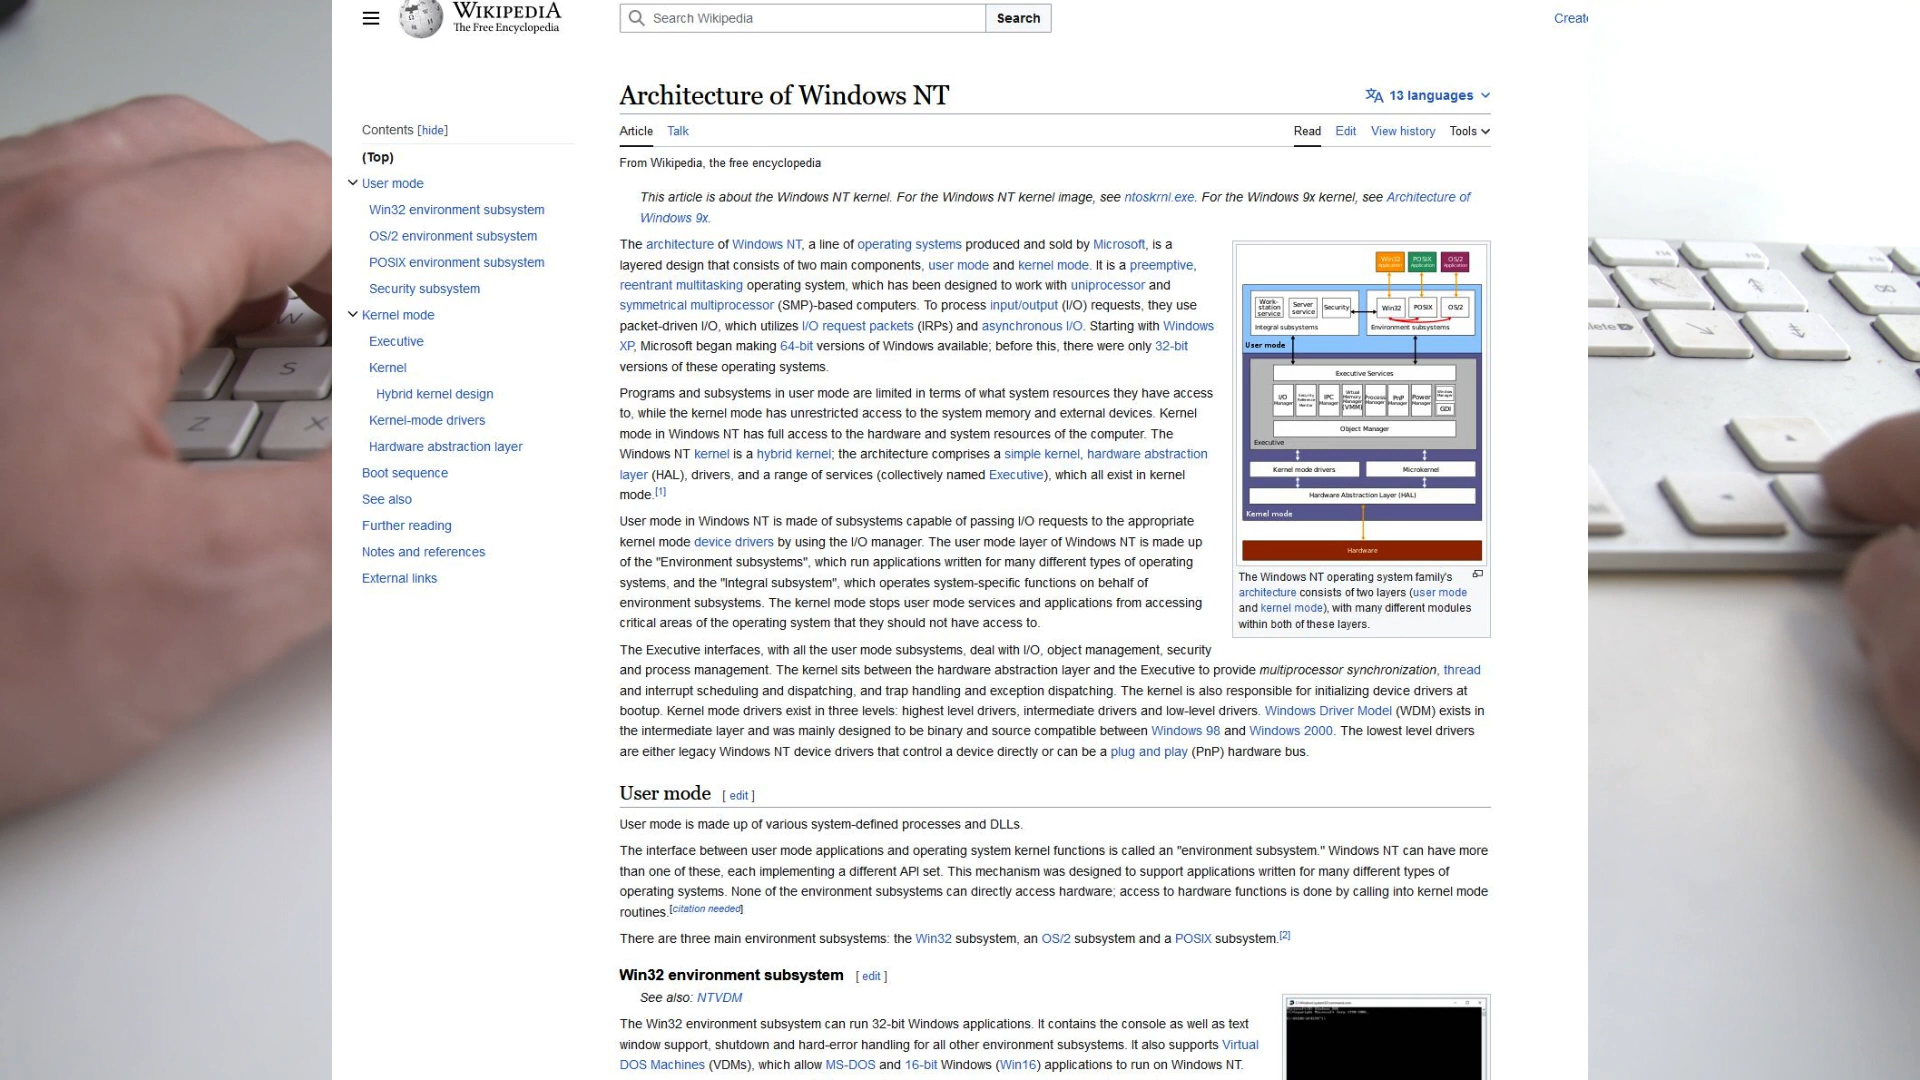 WIKIPEDIA
The Free Encyclopedia
Search Wikipedia
Search
Create
Contents [hide]
(Top)
User mode
Win32 environment subsystem
OS/2 environment subsystem
POSIX environment subsystem
Security subsystem
Kernel mode
Executive
Kernel
Hybrid kernel design
Kernel-mode drivers
Hardware abstraction layer
Boot sequence
See also
Further reading
Notes and references
External links
Architecture of Windows NT
13 languages
Article Talk
Read Edit View history Tools
From Wikipedia, the free encyclopedia
This article is about the Windows NT kernel. For the Windows NT kernel image, see ntoskrnl.exe. For the Windows 9x kernel, see Architecture of
Windows 9x.
The architecture of Windows NT, a line of operating systems produced and sold by Microsoft, is a
layered design that consists of two main components, user mode and kernel mode. It is a preemptive,
reentrant multitasking operating system, which has been designed to work with uniprocessor and
symmetrical multiprocessor (SMP)-based computers. To process input/output (I/O) requests, they use
packet-driven I/O, which utilizes I/O request packets (IRPs) and asynchronous I/O. Starting with Windows
XP, Microsoft began making 64-bit versions of Windows available; before this, there were only 32-bit
versions of these operating systems.
Programs and subsystems in user mode are limited in terms of what system resources they have access
to, while the kernel mode has unrestricted access to the system memory and external devices. Kernel
mode in Windows NT has full access to the hardware and system resources of the computer. The
Windows NT kernel is a hybrid kernel; the architecture comprises a simple kernel, hardware abstraction
layer (HAL), drivers, and a range of services (collectively named Executive), which all exist in kernel
mode.[1]
User mode in Windows NT is made of subsystems capable of passing I/O requests to the appropriate
kernel mode device drivers by using the I/O manager. The user mode layer of Windows NT is made up
of the "Environment subsystems", which run applications written for many different types of operating
systems, and the "Integral subsystem", which operates system-specific functions on behalf of
environment subsystems. The kernel mode stops user mode services and applications from accessing
critical areas of the operating system that they should not have access to.
The Executive interfaces, with all the user mode subsystems, deal with I/O, object management, security
and process management. The kernel sits between the hardware abstraction layer and the Executive to provide multiprocessor synchronization, thread
and interrupt scheduling and dispatching, and trap handling and exception dispatching. The kernel is also responsible for initializing device drivers at
bootup. Kernel mode drivers exist in three levels: highest level drivers, intermediate drivers and low-level drivers. Windows Driver Model (WDM) exists in
the intermediate layer and was mainly designed to be binary and source compatible between Windows 98 and Windows 2000. The lowest level drivers
are either legacy Windows NT device drivers that control a device directly or can be a plug and play (PnP) hardware bus.
Win32 Application
POSIX Application
OS/2 Application
Work-station service
Server service
Security
Win32
POSIX
OS/2
Integral subsystems
Environment subsystems
User mode
Executive Services
I/O Manager
Security Reference Monitor
IPC Manager
Virtual Memory Manager (VMM)
Process Manager
PnP Manager
Power Manager
Window Manager
GDI
Object Manager
Executive
Kernel mode drivers
Microkernel
Hardware Abstraction Layer (HAL)
Kernel mode
Hardware
The Windows NT operating system family's
architecture consists of two layers (user mode
and kernel mode), with many different modules
within both of these layers.
User mode [ edit ]
User mode is made up of various system-defined processes and DLLs.
The interface between user mode applications and operating system kernel functions is called an "environment subsystem." Windows NT can have more
than one of these, each implementing a different API set. This mechanism was designed to support applications written for many different types of
operating systems. None of the environment subsystems can directly access hardware; access to hardware functions is done by calling into kernel mode
routines.[citation needed]
There are three main environment subsystems: the Win32 subsystem, an OS/2 subsystem and a POSIX subsystem.[2]
Win32 environment subsystem [ edit ]
See also: NTVDM
The Win32 environment subsystem can run 32-bit Windows applications. It contains the console as well as text
window support, shutdown and hard-error handling for all other environment subsystems. It also supports Virtual
DOS Machines (VDMs), which allow MS-DOS and 16-bit Windows (Win16) applications to run on Windows NT.
W
S
Z
X